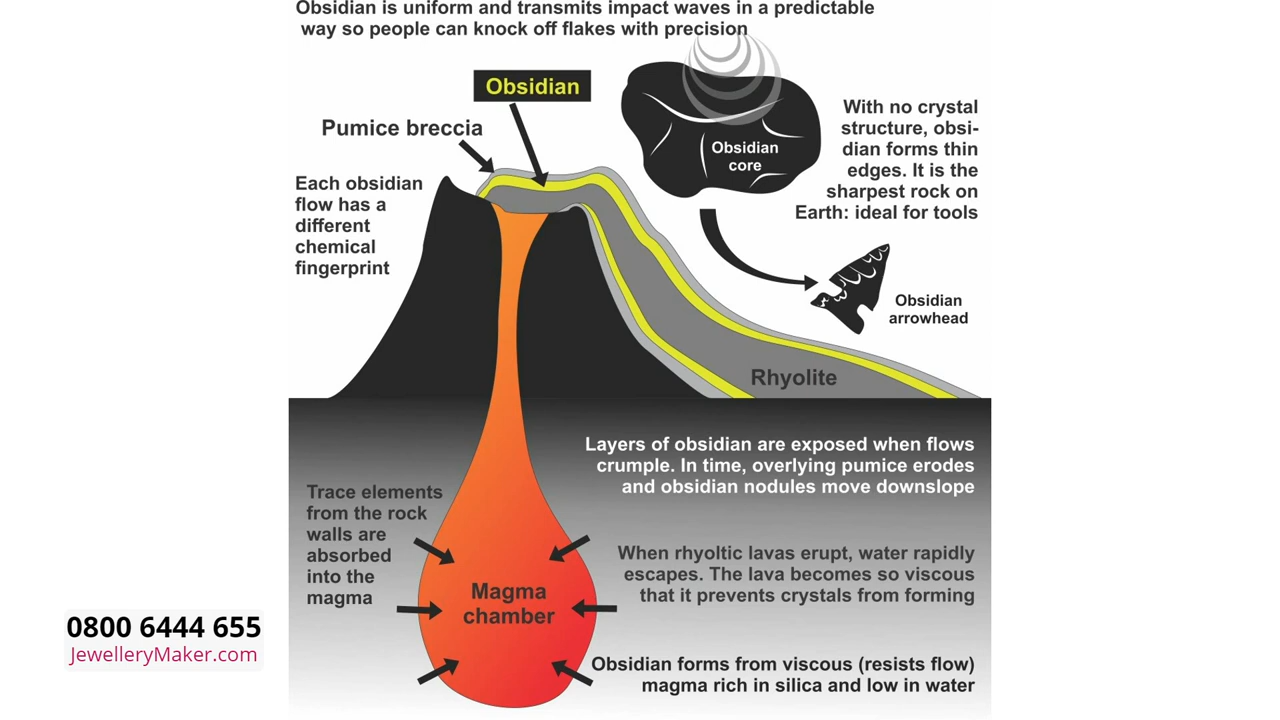 Obsidian is uniform and transmits impact waves in a predictable
way so people can knock off flakes with precision
Obsidian
Pumice breccia
Each obsidian
flow has a
different
chemical
fingerprint
Obsidian
core
With no crystal
structure, obsi-
dian forms thin
edges. It is the
sharpest rock on
Earth: ideal for tools
Obsidian
arrowhead
Rhyolite
Layers of obsidian are exposed when flows
crumple. In time, overlying pumice erodes
and obsidian nodules move downslope
Trace elements
from the rock
walls are
absorbed
into the
magma
When rhyoltic lavas erupt, water rapidly
escapes. The lava becomes so viscous
that it prevents crystals from forming
Magma
chamber
Obsidian forms from viscous (resists flow)
magma rich in silica and low in water
0800 6444 655
JewelleryMaker.com